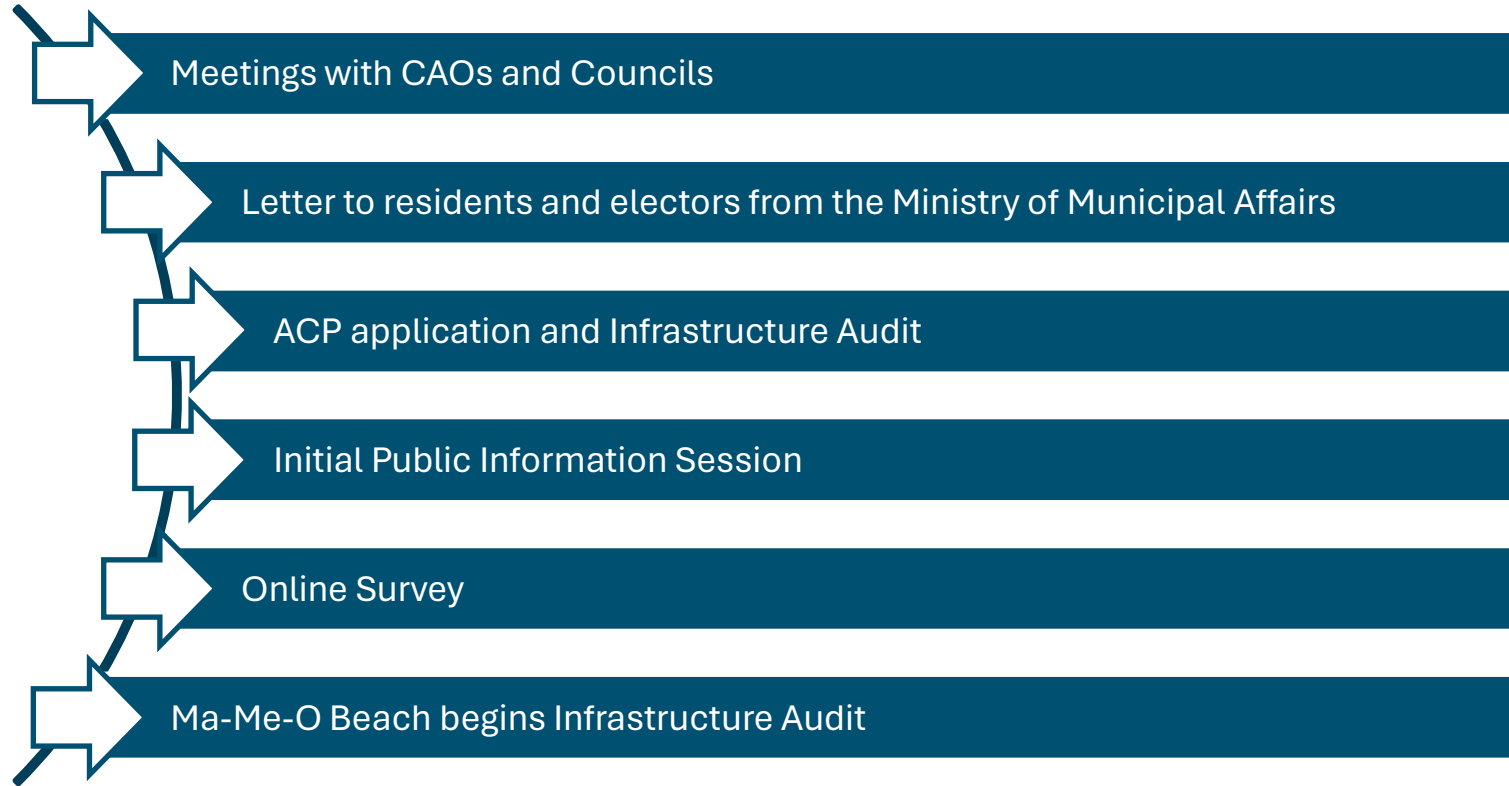 Meetings with CAOs and Councils
Letter to residents and electors from the Ministry of Municipal Affairs
ACP application and Infrastructure Audit
Initial Public Information Session
Online Survey
Ma-Me-O Beach begins Infrastructure Audit